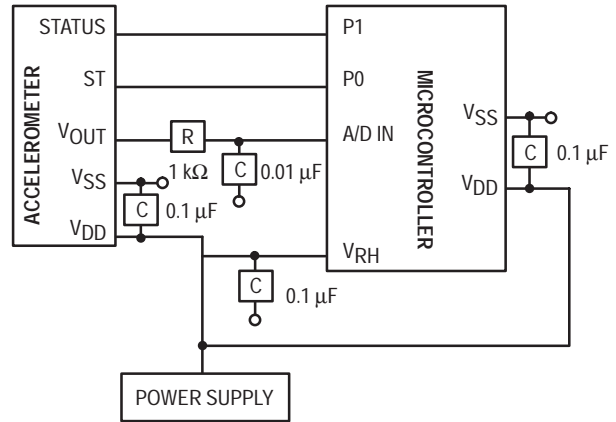 STATUS
ST
VOUT
VSS
VDD
ACCELEROMETER
R
1 kΩ
C
0.01 μF
C
0.1 μF
C
0.1 μF
P1
P0
A/D IN
VRH
MICROCONTROLLER
VSS
VDD
C
0.1 μF
POWER SUPPLY